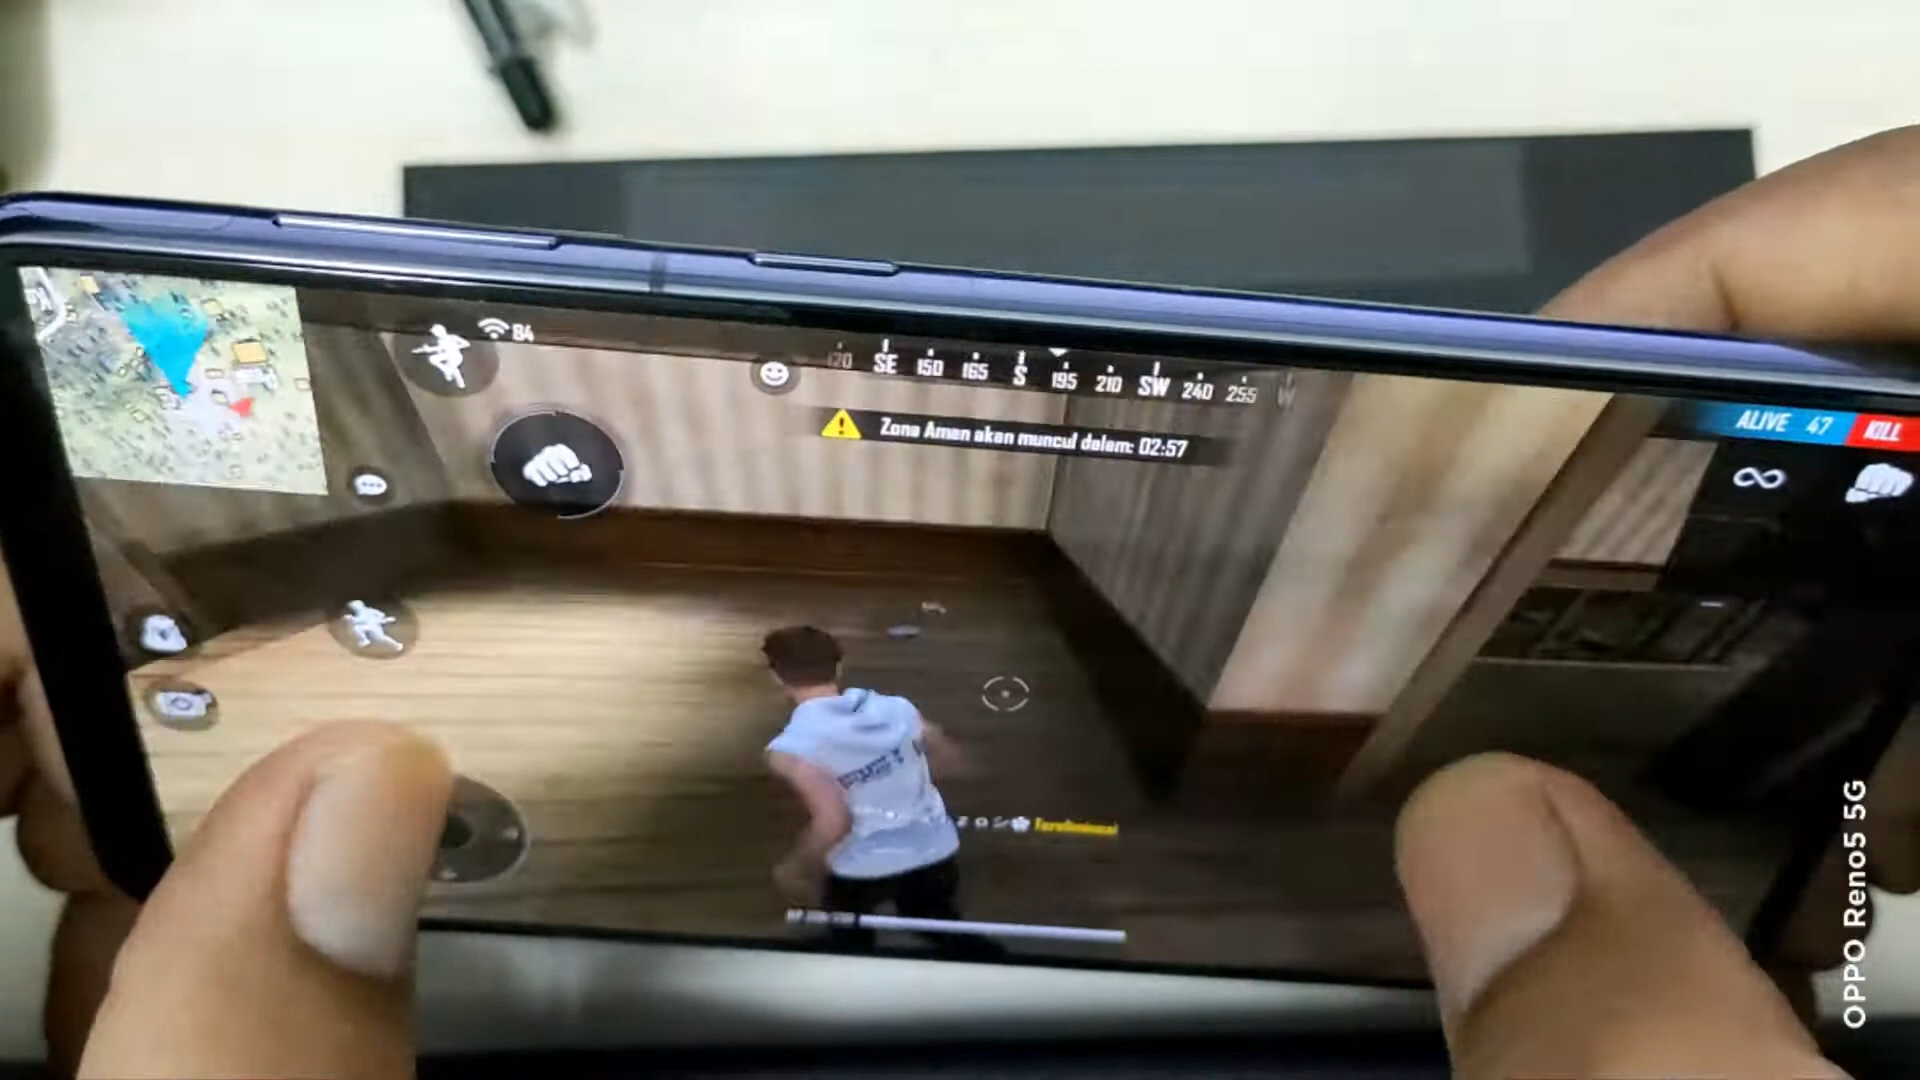 84
120 SE 150 165 S 195 210 SW 240 255 W
Zona Aman akan muncul dalam: 02:57
ALIVE 47 KILL
Tereliminasi
OPPO Reno5 5G